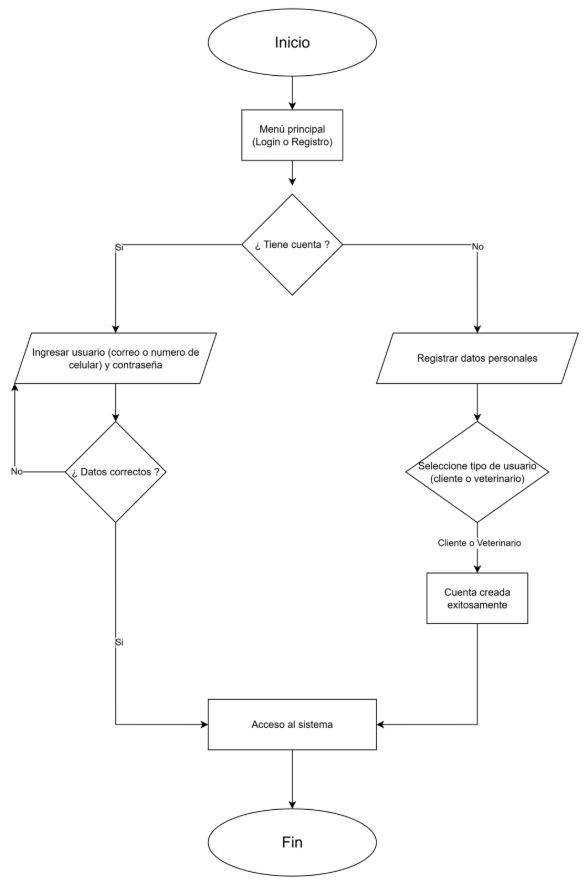 Inicio
Menú principal
(Login o Registro)
¿ Tiene cuenta ?
Si
No
Ingresar usuario (correo o numero de
celular) y contraseña
Registrar datos personales
¿ Datos correctos ?
No
Seleccione tipo de usuario
(cliente o veterinario)
Cliente o Veterinario
Cuenta creada
exitosamente
Si
Acceso al sistema
Fin